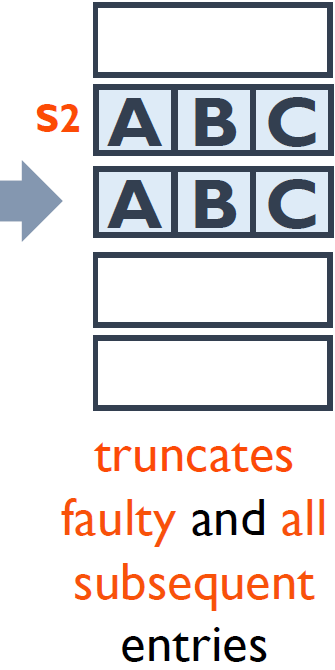 S2 A B C
A B C
truncates
faulty and all
subsequent
entries